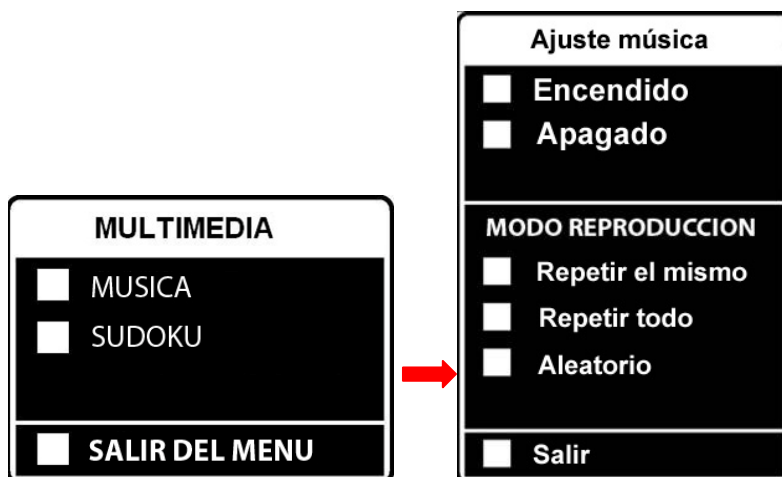 MULTIMEDIA
MUSICA
SUDOKU
SALIR DEL MENU
Ajuste música
Encendido
Apagado
MODO REPRODUCCION
Repetir el mismo
Repetir todo
Aleatorio
Salir